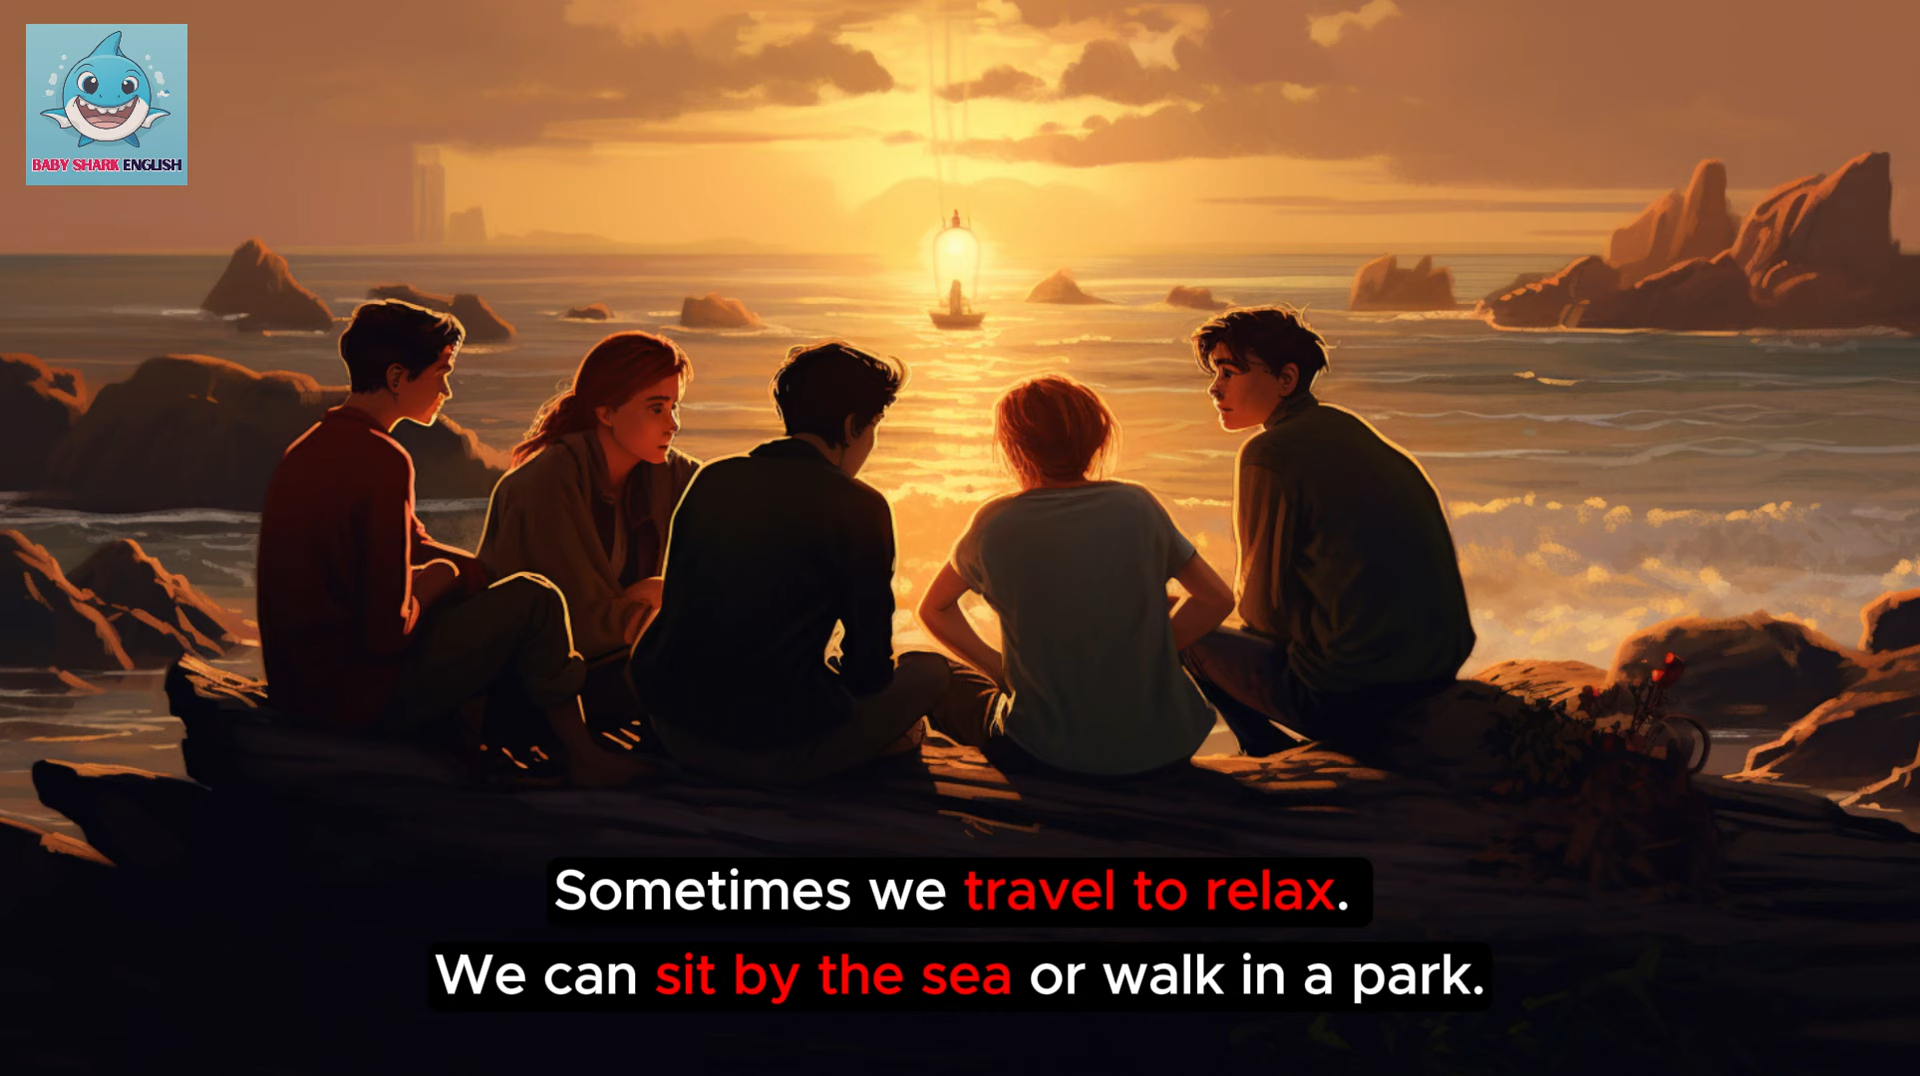 BABY SHARK ENGLISH
Sometimes we travel to relax.
We can sit by the sea or walk in a park.